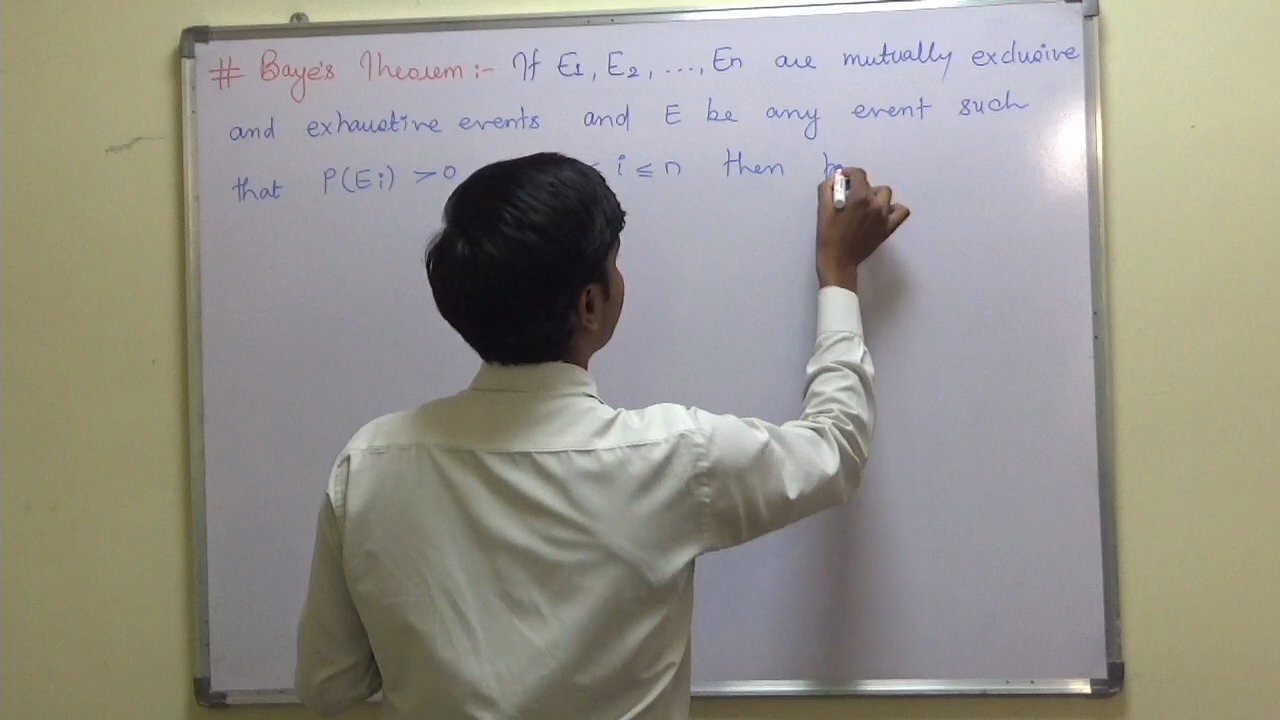 # Baye's Theorem :- If E1, E2, ..., En are mutually exclusive
and exhaustive events and E be any event such
that P(Ei) > 0 i ≤ n then